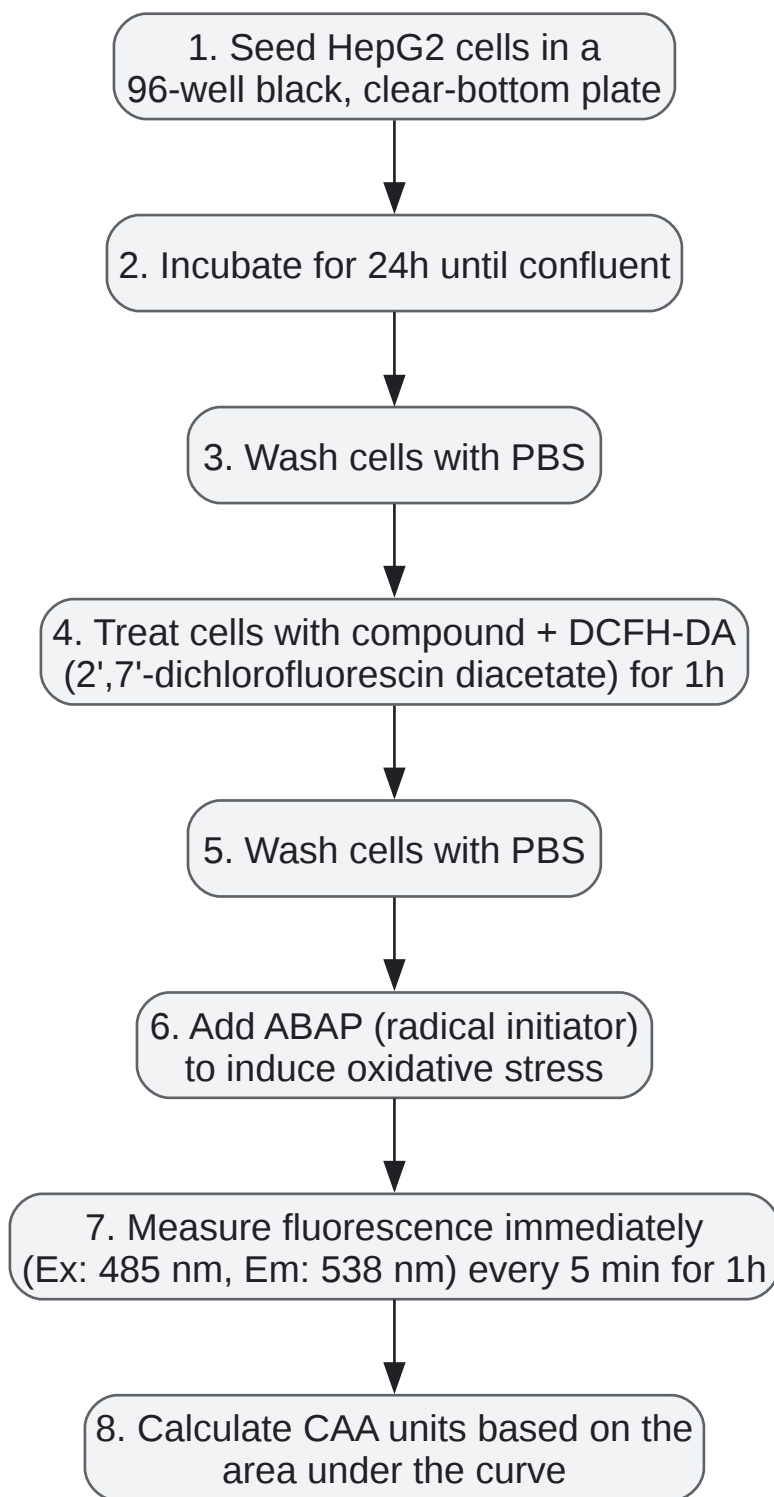 1. Seed HepG2 cells in a
96-well black, clear-bottom plate
2. Incubate for 24h until confluent
3. Wash cells with PBS
4. Treat cells with compound + DCFH-DA
(2',7'-dichlorofluorescin diacetate) for 1h
5. Wash cells with PBS
6. Add ABAP (radical initiator)
to induce oxidative stress
7. Measure fluorescence immediately
(Ex: 485 nm, Em: 538 nm) every 5 min for 1h
8. Calculate CAA units based on the
area under the curve